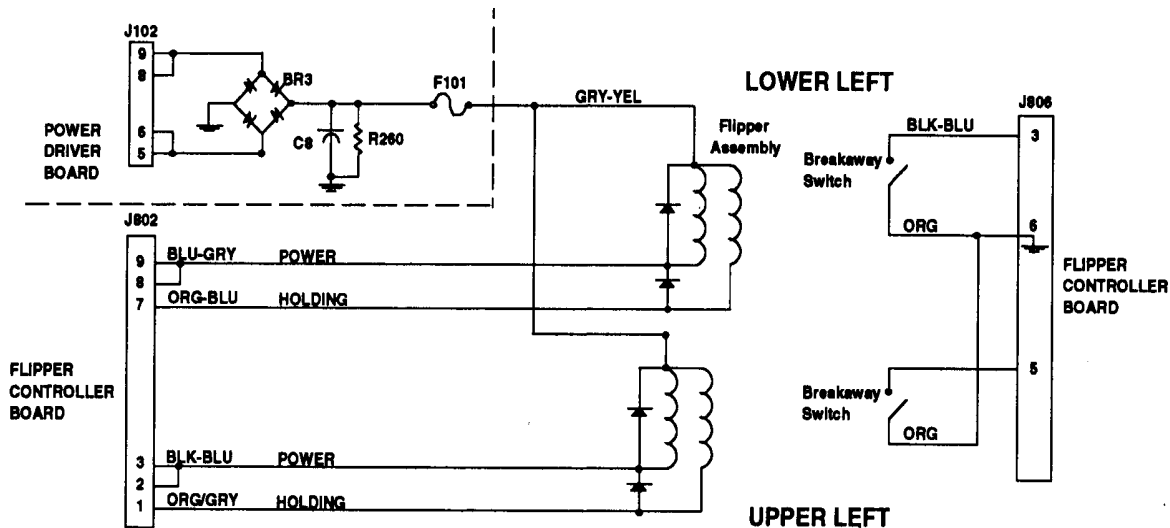 J102
9
8
6
5
POWER
DRIVER
BOARD
BR3
C8
R260
F101
GRY-YEL
LOWER LEFT
Flipper
Assembly
J806
BLK-BLU
3
Breakaway
Switch
ORG
6
FLIPPER
CONTROLLER
BOARD
5
Breakaway
Switch
ORG
J802
9
8
7
BLU-GRY POWER
ORG-BLU HOLDING
FLIPPER
CONTROLLER
BOARD
3
2
1
BLK-BLU POWER
ORG/GRY HOLDING
UPPER LEFT